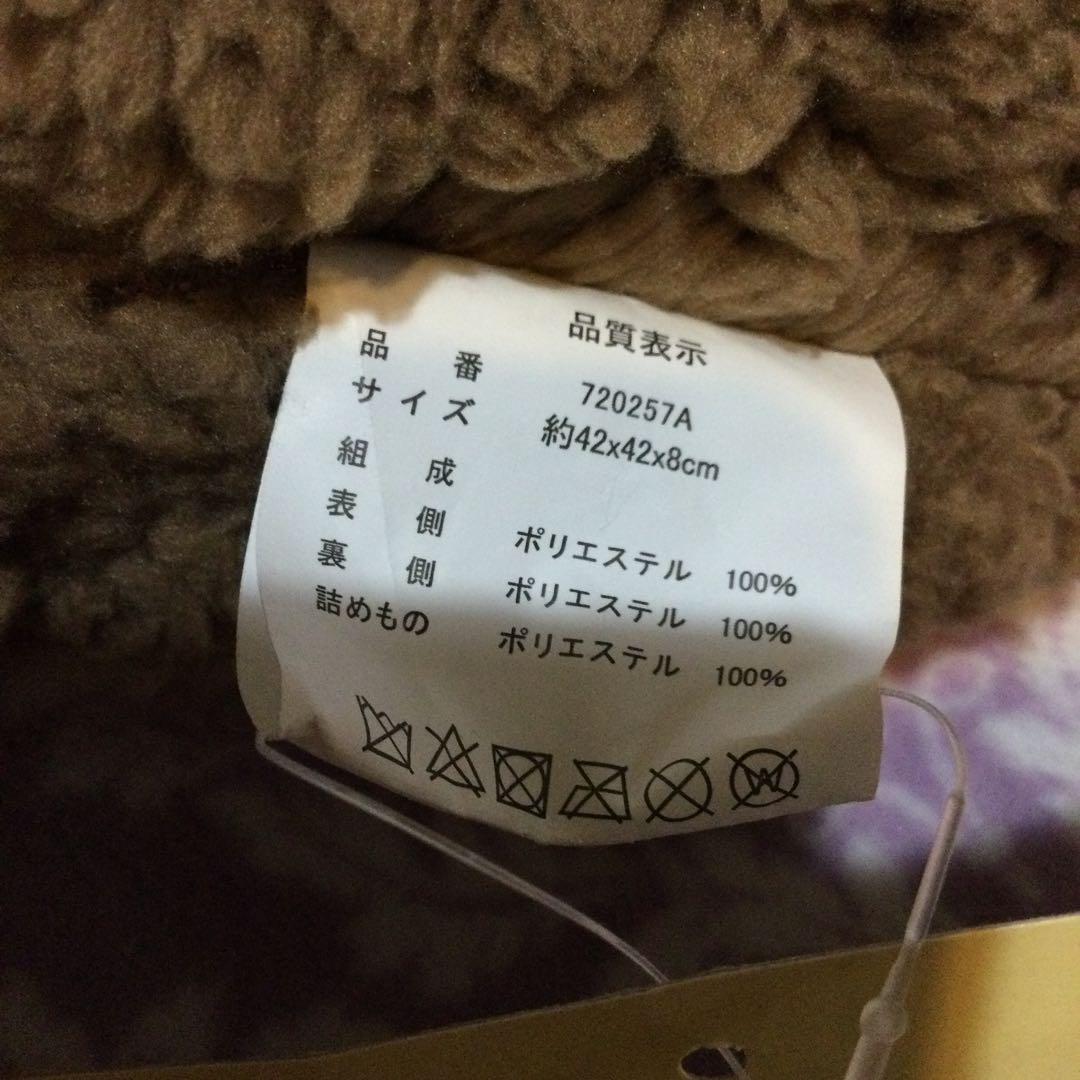 品質表示
品番 720257A
サイズ 約42x42x8cm
組成
表側 ポリエステル 100%
裏側 ポリエステル 100%
詰めもの ポリエステル 100%
W